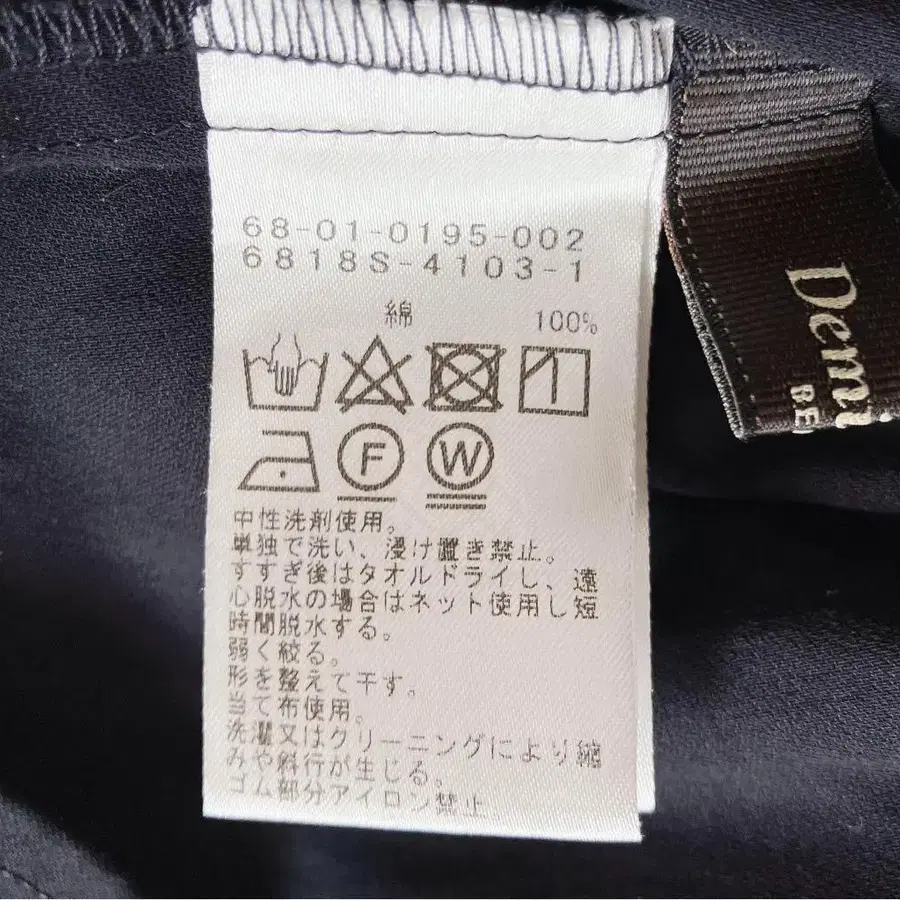 68-01-0195-002
6818S-4103-1
綿 100%
F W
中性洗剤使用。
単独で洗い、浸け置き禁止。
すすぎ後はタオルドライし、遠
心脱水の場合はネット使用し短
時間脱水する。
弱く絞る。
形を整えて干す。
当て布使用。
洗濯又はクリーニングにより縮
みや斜行が生じる。
ゴム部分アイロン禁止
Demi
BE